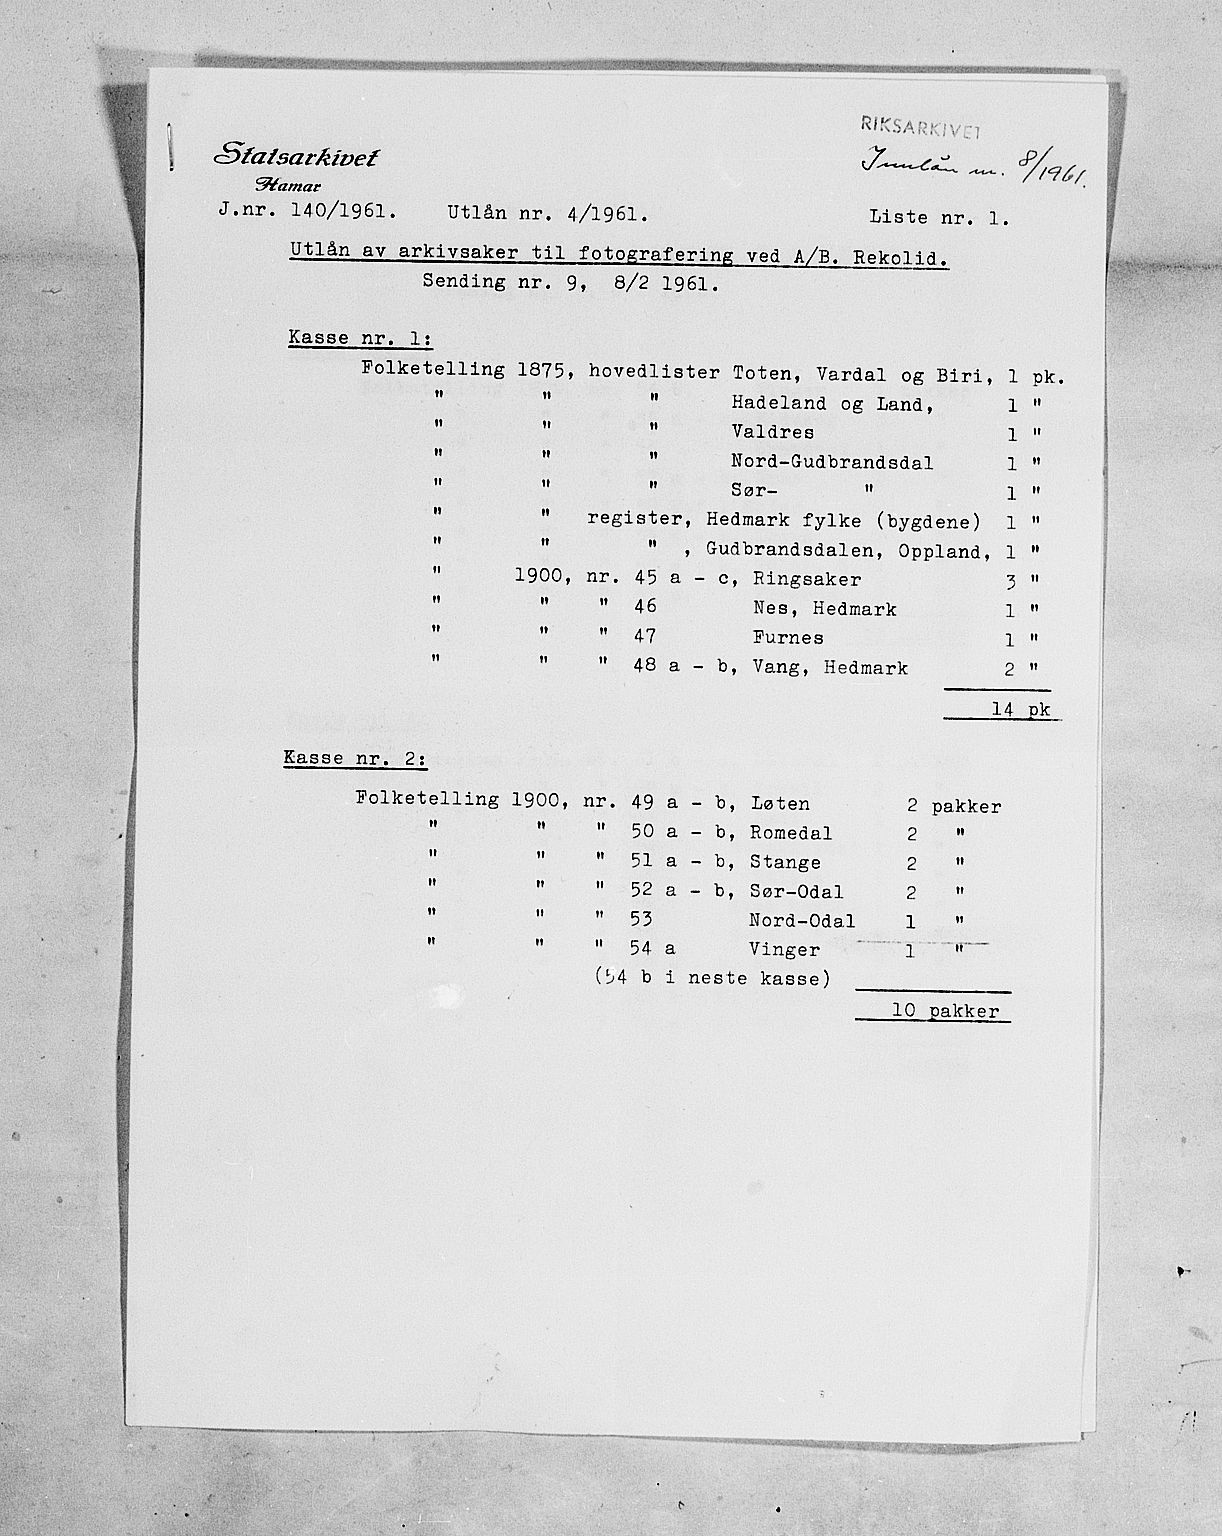 RIKSARKIVET
Innlån nr. 8/1961.
Statsarkivet
Hamar
J.nr. 140/1961. Utlån nr. 4/1961. Liste nr. 1.
Utlån av arkivsaker til fotografering ved A/B. Rekolid.
Sending nr. 9, 8/2 1961.
Kasse nr. 1:
Folketelling 1875, hovedlister Toten, Vardal og Biri, 1 pk.
" " " Hadeland og Land, 1 "
" " " Valdres 1 "
" " " Nord-Gudbrandsdal 1 "
" " " Sør- " 1 "
" " register, Hedmark fylke (bygdene) 1 "
" " " , Gudbrandsdalen, Oppland, 1 "
" 1900, nr. 45 a - c, Ringsaker 3 "
" " " 46 Nes, Hedmark 1 "
" " " 47 Furnes 1 "
" " " 48 a - b, Vang, Hedmark 2 "
14 pk
Kasse nr. 2:
Folketelling 1900, nr. 49 a - b, Løten 2 pakker
" " " 50 a - b, Romedal 2 "
" " " 51 a - b, Stange 2 "
" " " 52 a - b, Sør-Odal 2 "
" " " 53 Nord-Odal 1 "
" " " 54 a Vinger 1 "
(54 b i neste kasse)
10 pakker